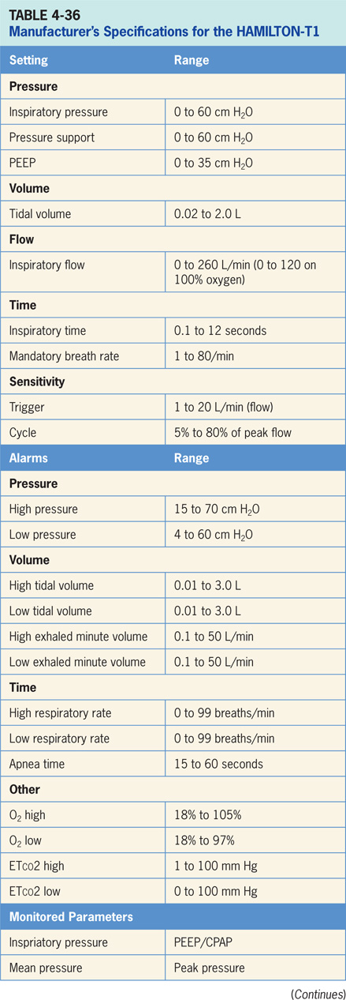 TABLE 4-36
Manufacturer's Specifications for the HAMILTON-T1
Setting Range
Pressure
Inspiratory pressure 0 to 60 cm H₂O
Pressure support 0 to 60 cm H₂O
PEEP 0 to 35 cm H₂O
Volume
Tidal volume 0.02 to 2.0 L
Flow
Inspiratory flow 0 to 260 L/min (0 to 120 on
100% oxygen)
Time
Inspiratory time 0.1 to 12 seconds
Mandatory breath rate 1 to 80/min
Sensitivity
Trigger 1 to 20 L/min (flow)
Cycle 5% to 80% of peak flow
Alarms Range
Pressure
High pressure 15 to 70 cm H₂O
Low pressure 4 to 60 cm H₂O
Volume
High tidal volume 0.01 to 3.0 L
Low tidal volume 0.01 to 3.0 L
High exhaled minute volume 0.1 to 50 L/min
Low exhaled minute volume 0.1 to 50 L/min
Time
High respiratory rate 0 to 99 breaths/min
Low respiratory rate 0 to 99 breaths/min
Apnea time 15 to 60 seconds
Other
O₂ high 18% to 105%
O₂ low 18% to 97%
ETCO2 high 1 to 100 mm Hg
ETCO2 low 0 to 100 mm Hg
Monitored Parameters
Inspriatory pressure PEEP/CPAP
Mean pressure Peak pressure
(Continues)